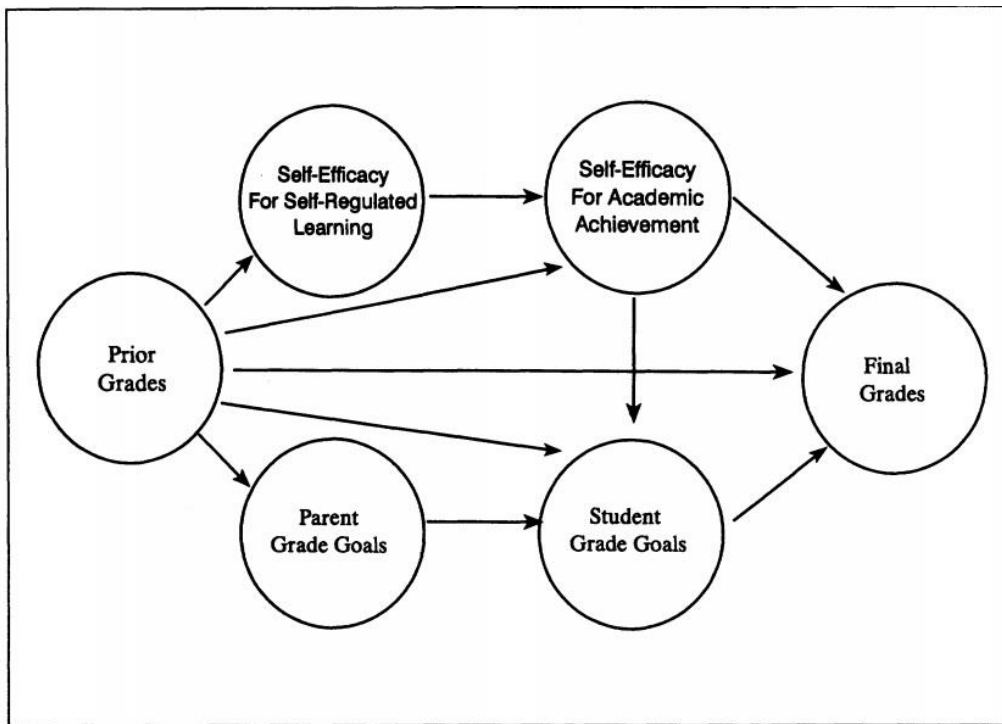 Self-Efficacy
For Self-Regulated
Learning
Self-Efficacy
For Academic
Achievement
Prior
Grades
Final
Grades
Parent
Grade Goals
Student
Grade Goals